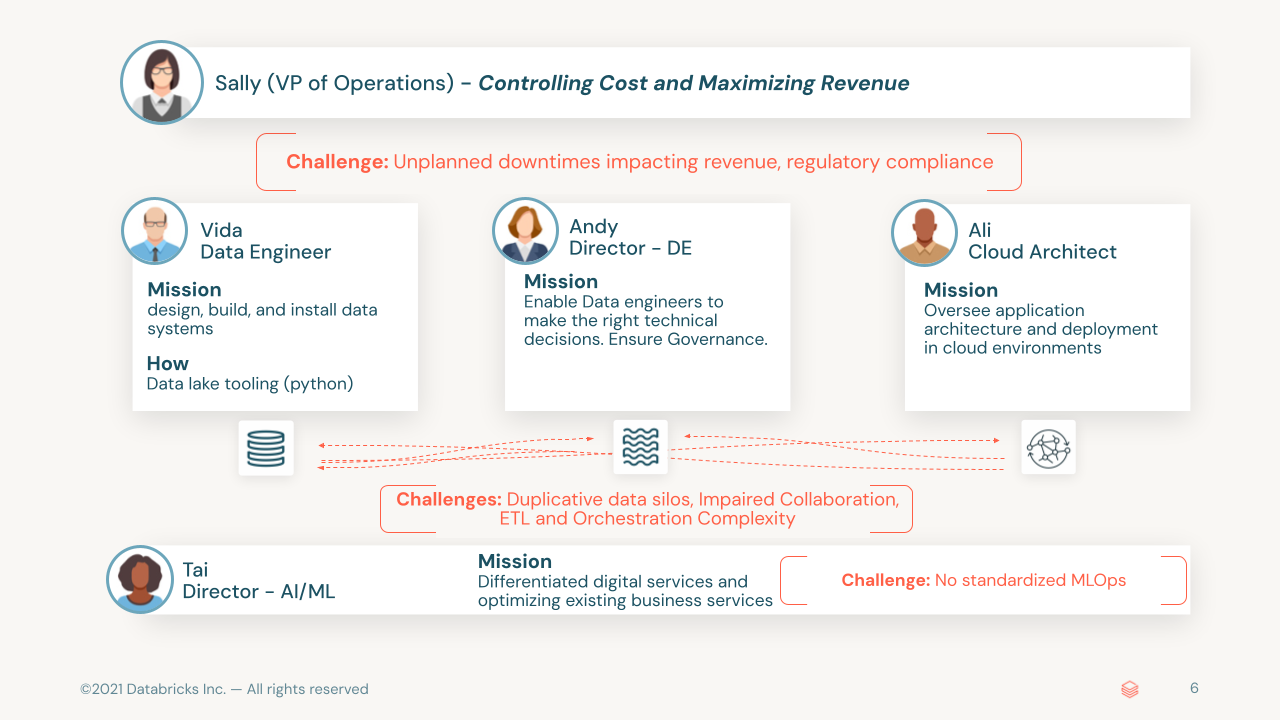 Sally (VP of Operations) – Controlling Cost and Maximizing Revenue
Challenge: Unplanned downtimes impacting revenue, regulatory compliance
Vida
Data Engineer
Mission
design, build, and install data
systems
How
Data lake tooling (python)
Andy
Director - DE
Mission
Enable Data engineers to
make the right technical
decisions. Ensure Governance.
Ali
Cloud Architect
Mission
Oversee application
architecture and deployment
in cloud environments
Challenges: Duplicative data silos, Impaired Collaboration,
ETL and Orchestration Complexity
Tai
Director - AI/ML
Mission
Differentiated digital services and
optimizing existing business services
Challenge: No standardized MLOps
©2021 Databricks Inc. — All rights reserved
6